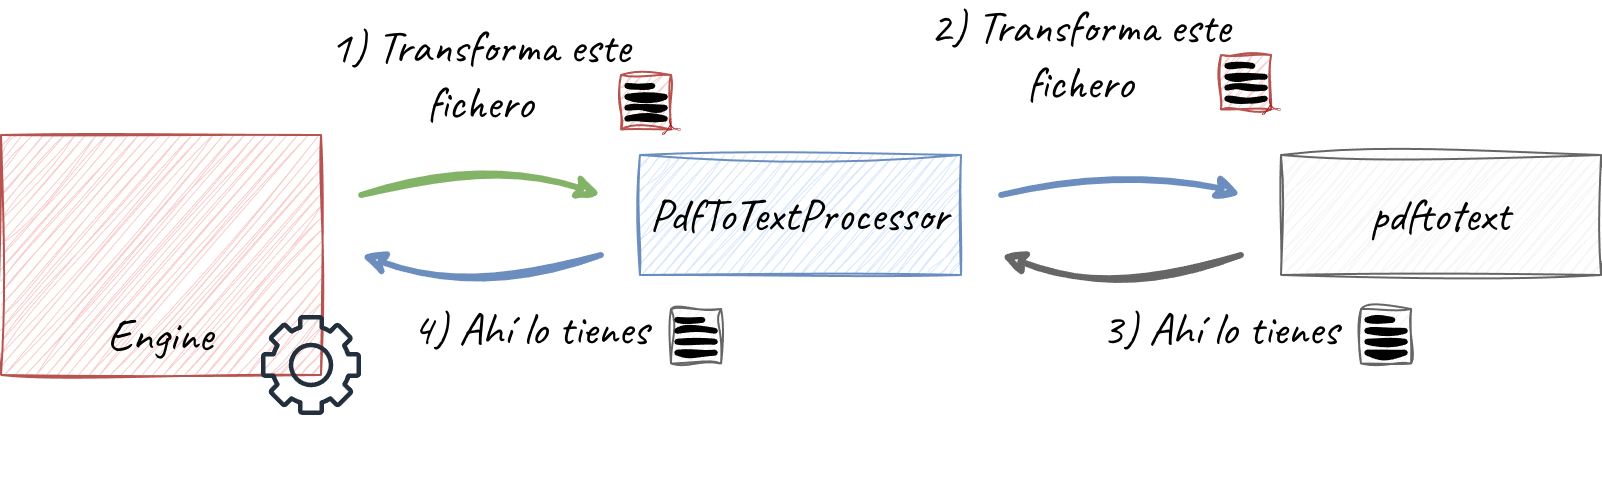 1) Transforma este
fichero
2) Transforma este
fichero
Engine
PdfToTextProcessor
pdftotext
4) Ahí lo tienes
3) Ahí lo tienes